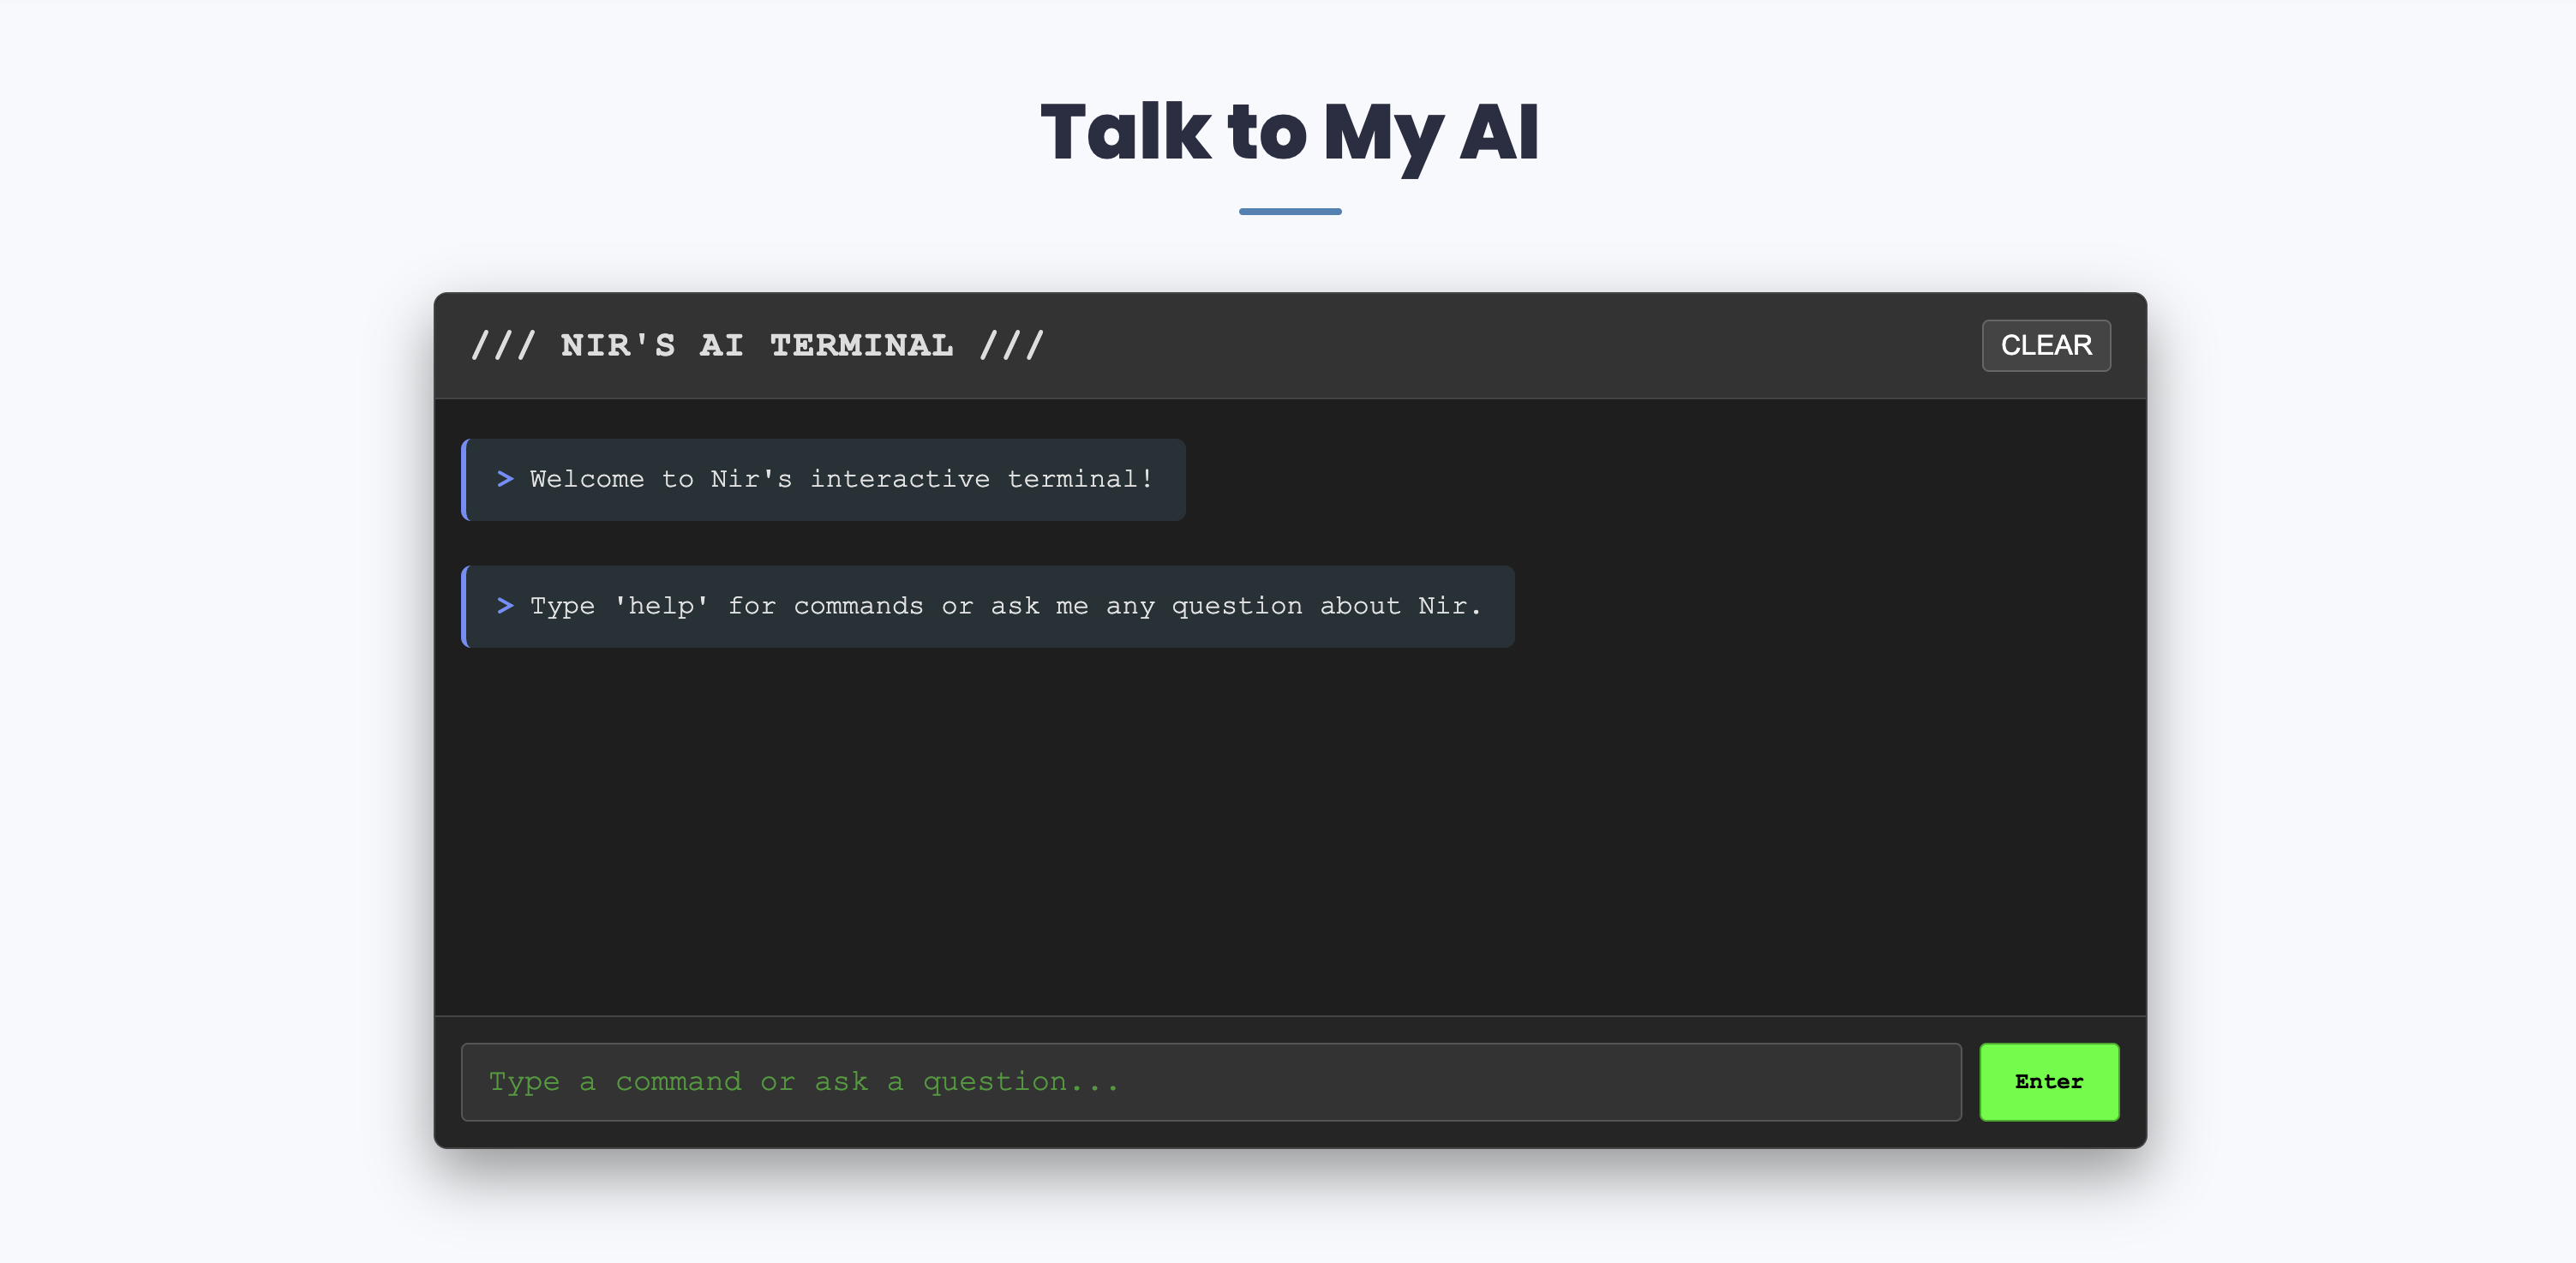 Talk to My AI
/// NIR'S AI TERMINAL ///
CLEAR
> Welcome to Nir's interactive terminal!
> Type 'help' for commands or ask me any question about Nir.
Type a command or ask a question...
Enter